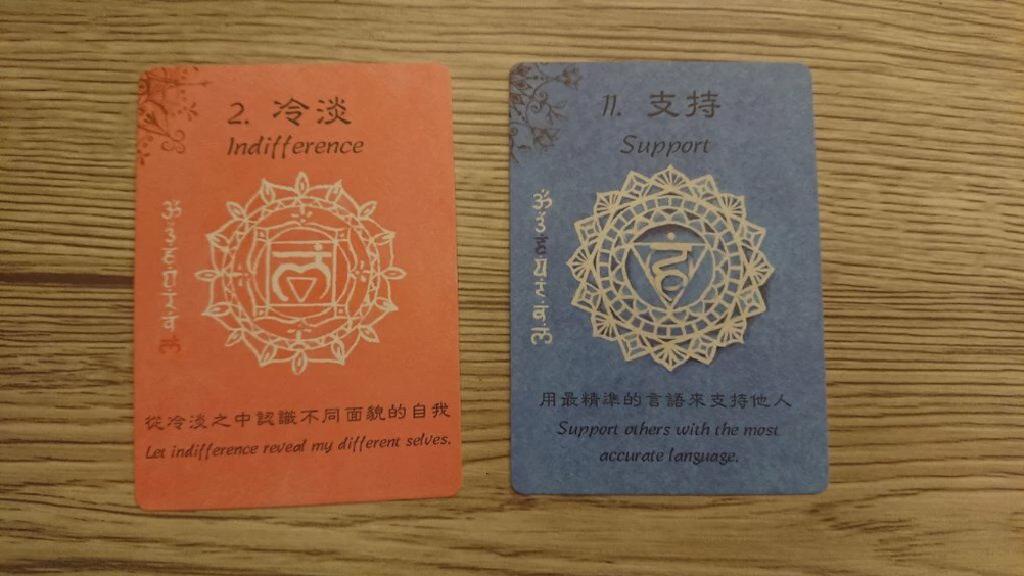 2. 冷淡
Indifference
從冷淡之中認識不同面貌的自我
Let indifference reveal my different selves.
11. 支持
Support
用最精準的言語來支持他人
Support others with the most
accurate language.